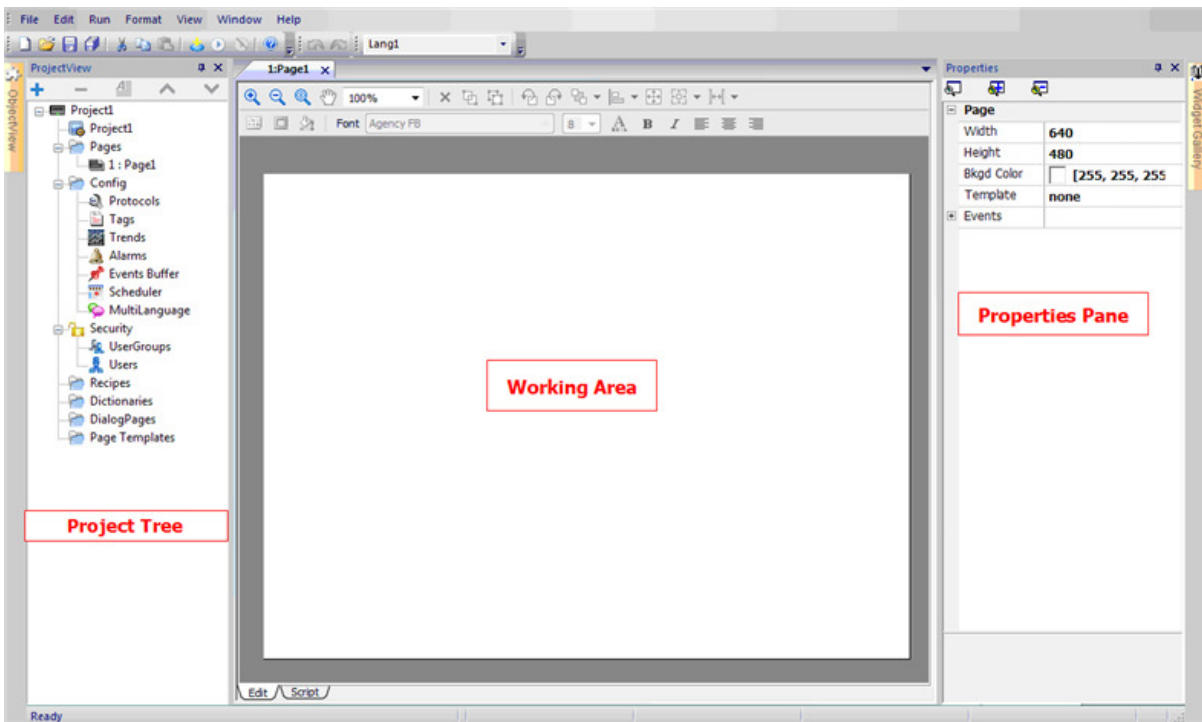 File Edit Run Format View Window Help
Lang1
ProjectView
ObjectView
Project1
Project1
Pages
1 : Page1
Config
Protocols
Tags
Trends
Alarms
Events Buffer
Scheduler
MultiLanguage
Security
UserGroups
Users
Recipes
Dictionaries
DialogPages
Page Templates
Project Tree
1:Page1
100%
Font Agency FB 8 A B I
Working Area
Edit Script
Properties
Page
Width 640
Height 480
Bkgd Color [255, 255, 255
Template none
Events
Properties Pane
Widget Gallery
Ready